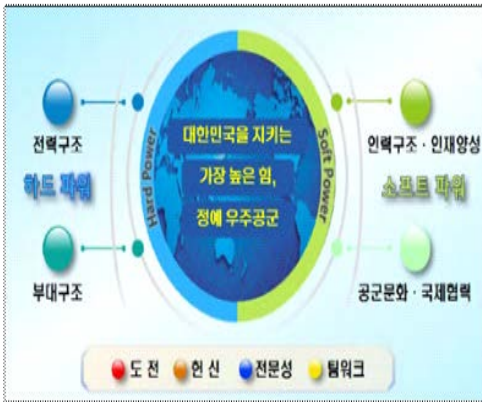 전력구조
하드 파워
부대구조
Hard Power
대한민국을 지키는
가장 높은 힘,
정예 우주공군
Soft Power
인력구조 · 인재양성
소프트 파워
공군문화 · 국제협력
도 전 헌 신 전문성 팀워크